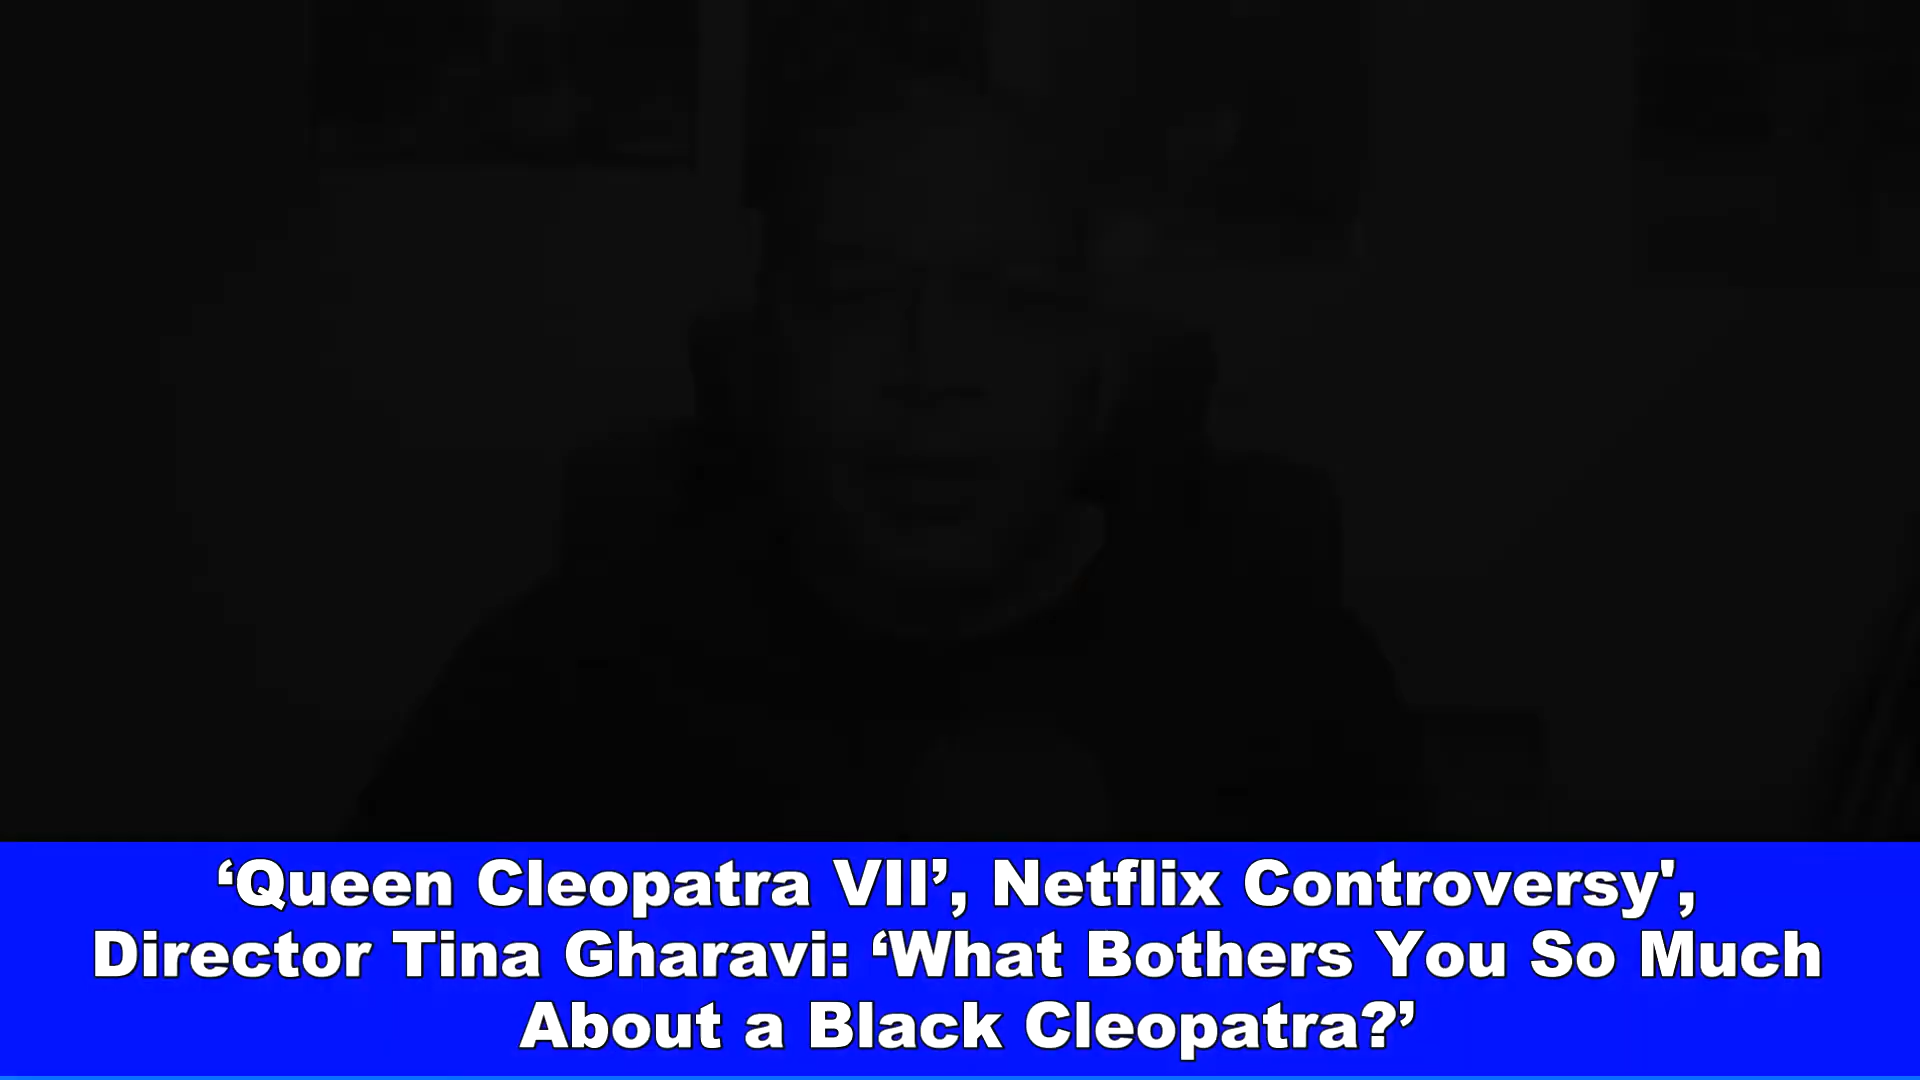 ‘Queen Cleopatra VII’, Netflix Controversy',
Director Tina Gharavi: ‘What Bothers You So Much
About a Black Cleopatra?’